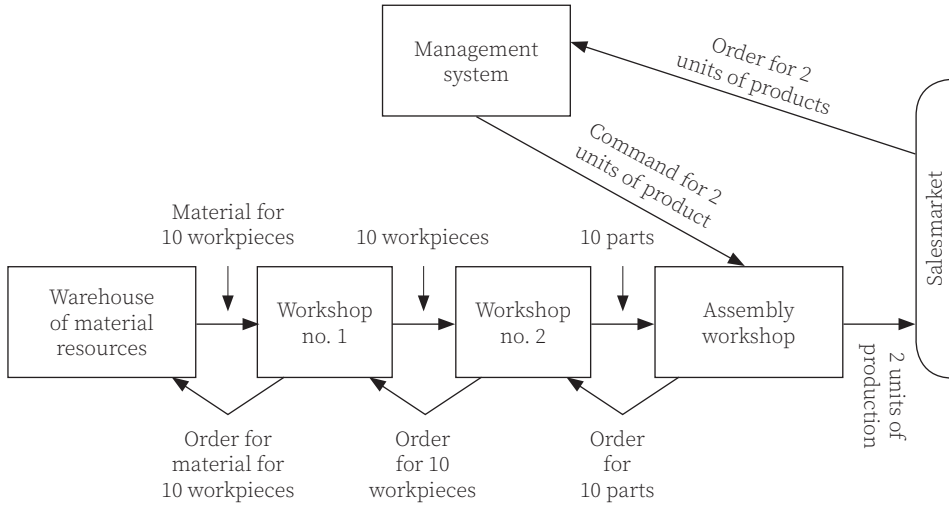 Management
system
Order for 2
units of products
Command for 2
units of product
Salesmarket
Material for
10 workpieces
10 workpieces
10 parts
Warehouse
of material
resources
Workshop
no. 1
Workshop
no. 2
Assembly
workshop
2 units of
production
Order for
material for
10 workpieces
Order
for 10
workpieces
Order
for
10 parts